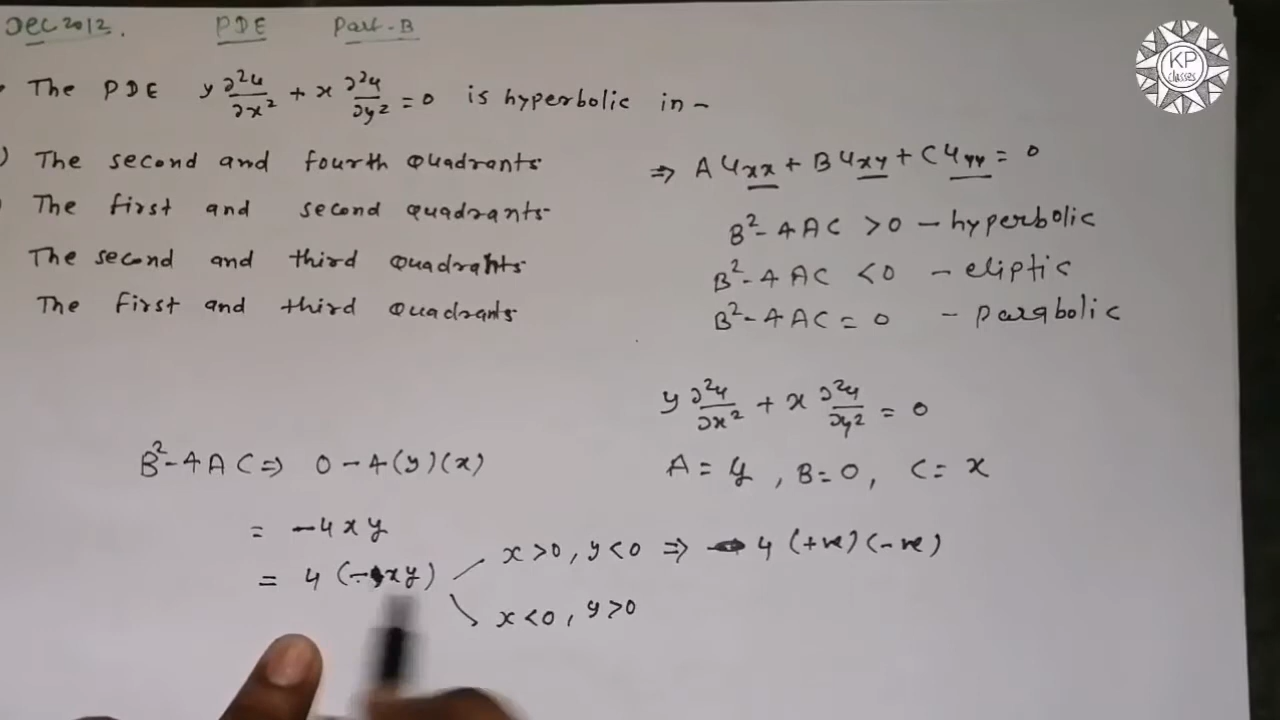 Dec 2012. PDE Part-B
KP
classes
The PDE y ∂²u/∂x² + x ∂²u/∂y² = 0 is hyperbolic in -
) The second and fourth Quadrants
The first and second quadrants
The second and third Quadrants
The First and third Quadrants
⇒ A uxx + B uxy + C uyy = 0
B²- 4AC > 0 - hyperbolic
B²- 4AC < 0 - eliptic
B²- 4AC = 0 - parabolic
y ∂²u/∂x² + x ∂²u/∂y² = 0
A = y , B = 0 , C = x
B²-4AC ⇒ 0 - 4(y)(x)
= -4xy
= 4(-xy)
x > 0 , y < 0 ⇒ 4 (+ve)(-ve)
x < 0 , y > 0